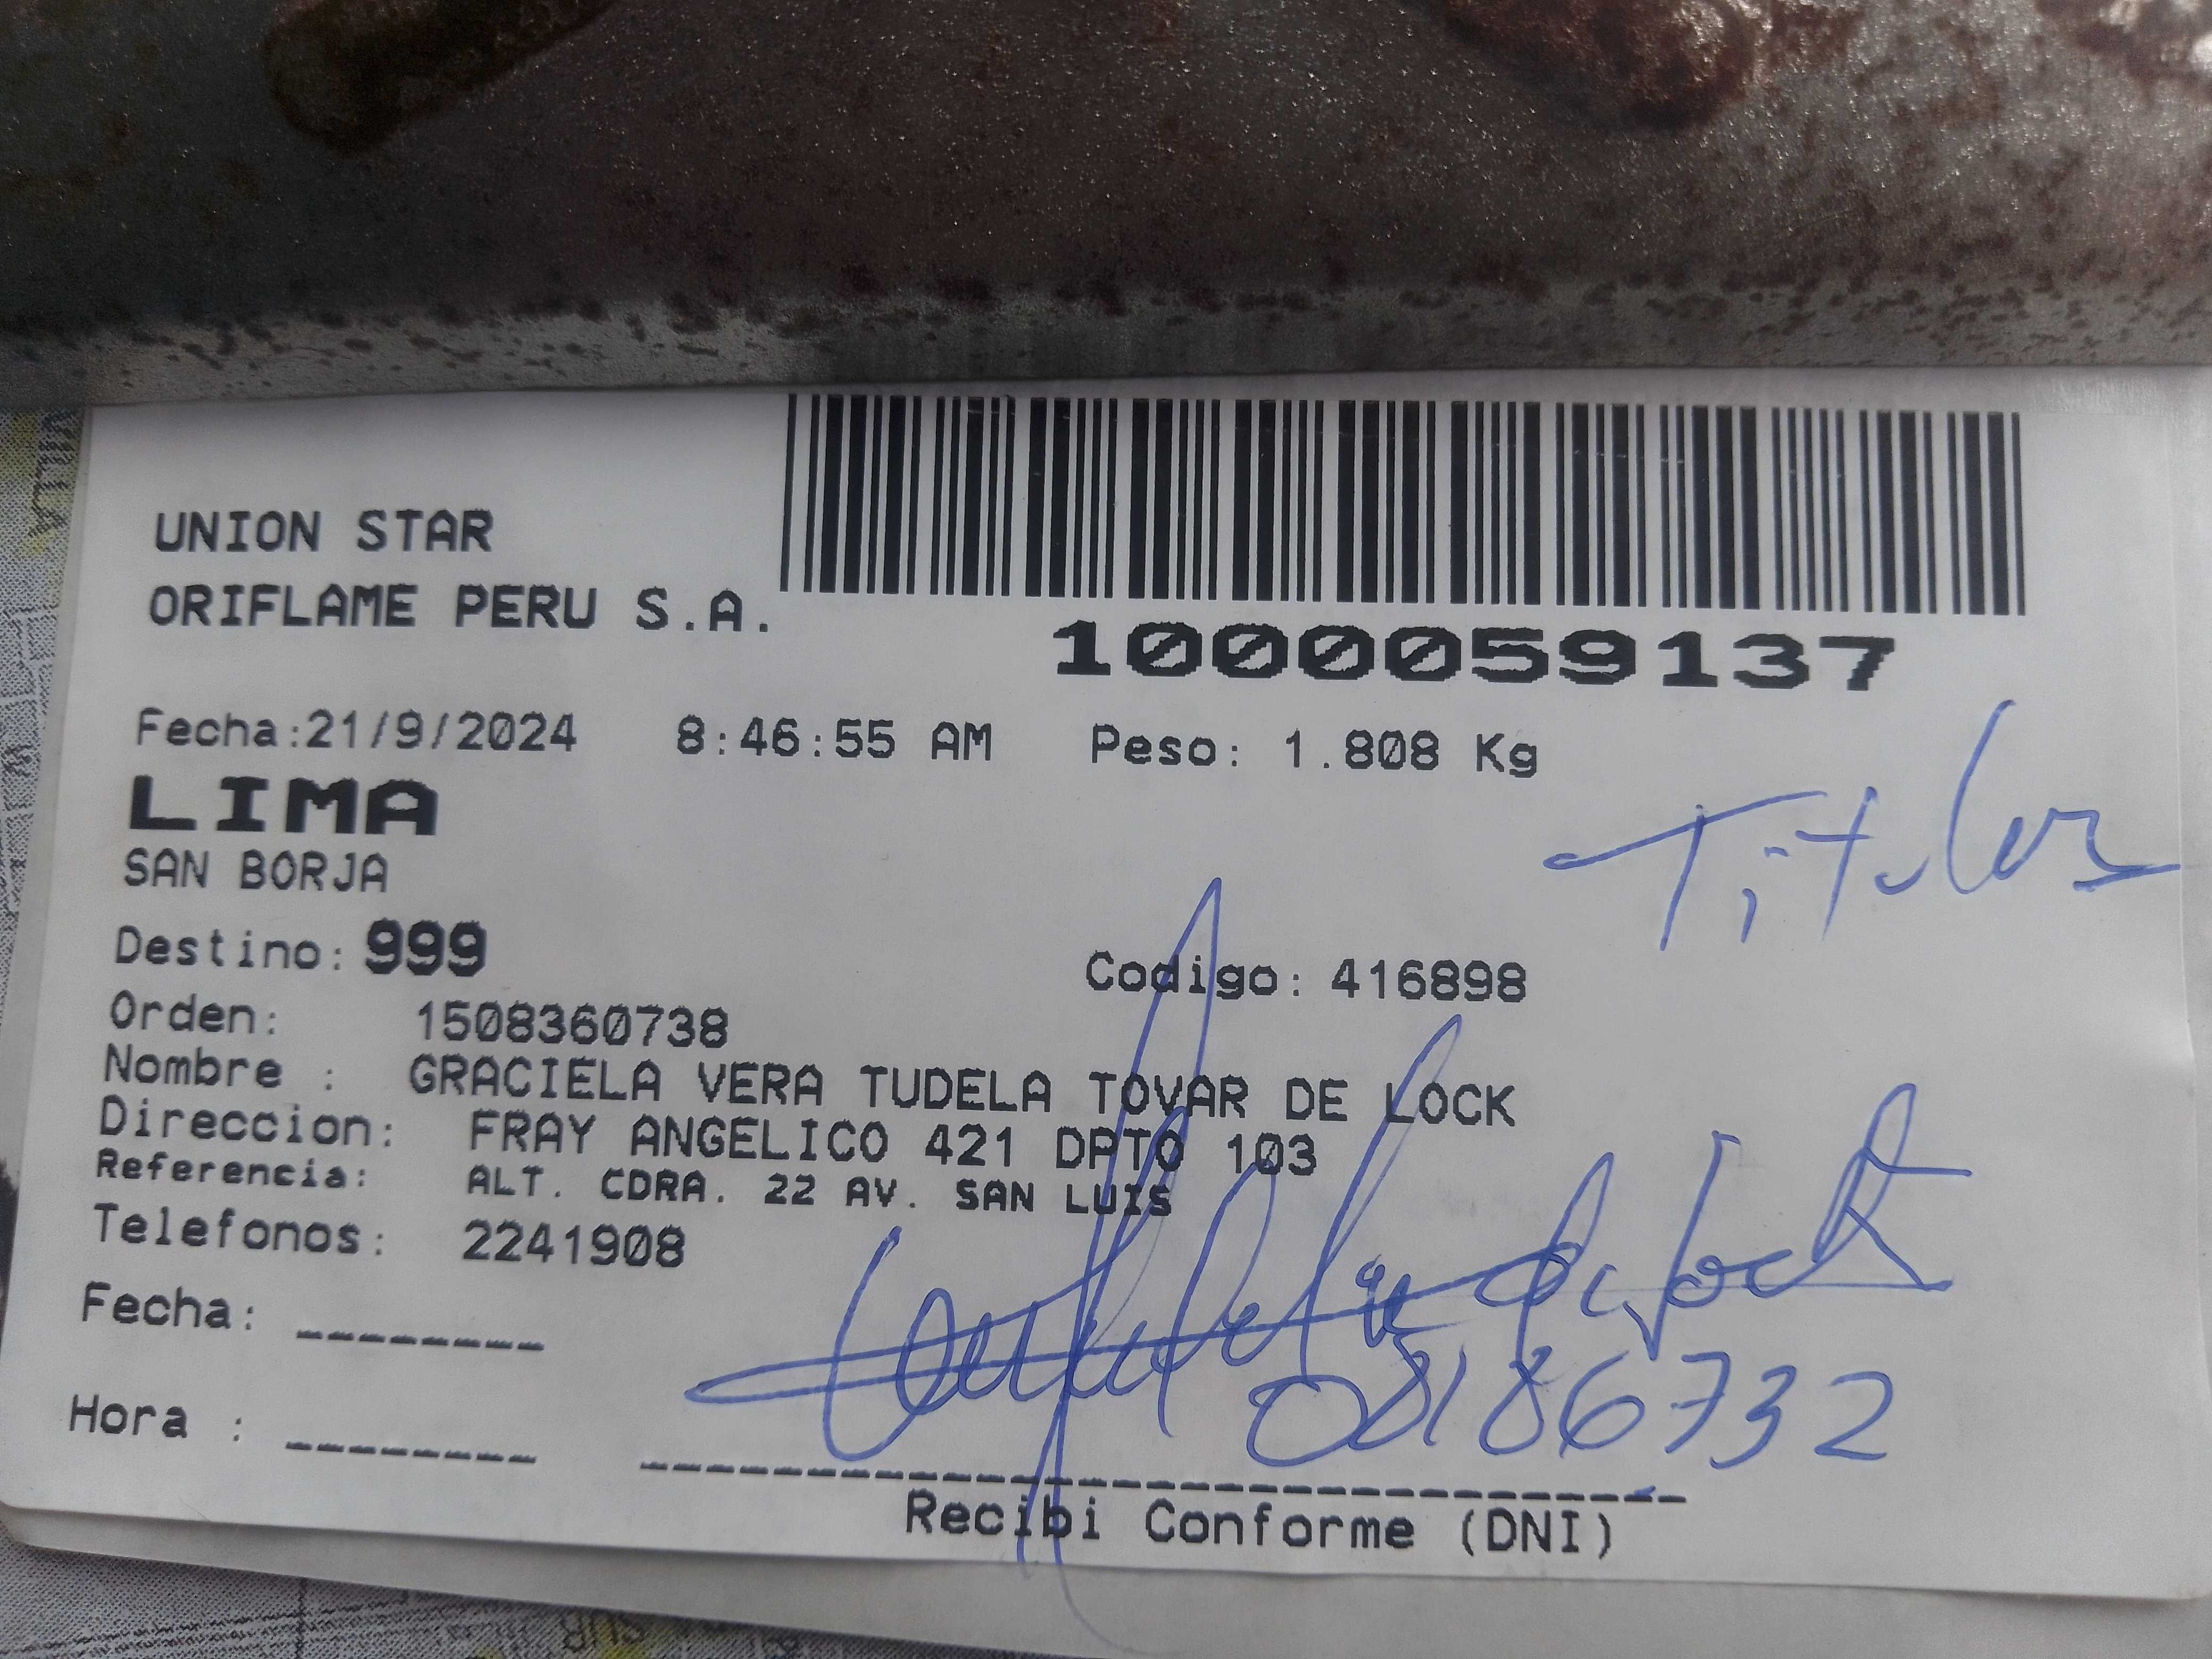 UNION STAR
ORIFLAME PERU S.A.
1000059137
Fecha:21/9/2024 8:46:55 AM Peso: 1.808 Kg
LIMA
Titular
SAN BORJA
Destino: 999
Codigo: 416898
Orden: 1508360738
Nombre : GRACIELA VERA TUDELA TOVAR DE LOCK
Direccion: FRAY ANGELICO 421 DPTO 103
Referencia: ALT. CDRA. 22 AV. SAN LUIS
Telefonos: 2241908
Fecha: _______
08186732
Hora : _______
Recibi Conforme (DNI)